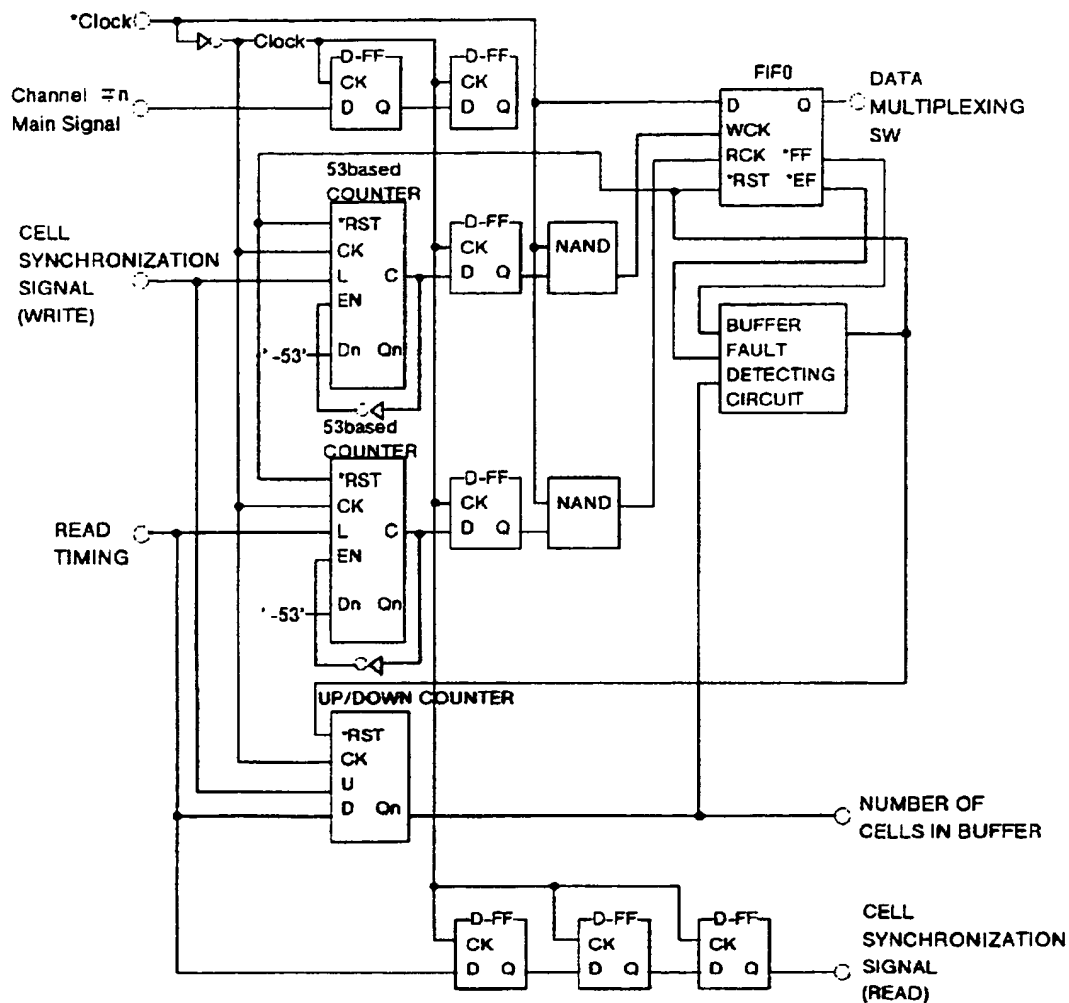 *Clock
Clock
D-FF
CK
D Q
D-FF
CK
D Q
Channel #n
Main Signal
FIF0
D Q
WCK
RCK *FF
*RST *EF
DATA
MULTIPLEXING
SW
53based
COUNTER
*RST
CK
L C
EN
Dn Qn
'-53'
CELL
SYNCHRONIZATION
SIGNAL
(WRITE)
D-FF
CK
D Q
NAND
BUFFER
FAULT
DETECTING
CIRCUIT
53based
COUNTER
*RST
CK
L C
EN
Dn Qn
'-53'
READ
TIMING
D-FF
CK
D Q
NAND
UP/DOWN COUNTER
*RST
CK
U
D Qn
NUMBER OF
CELLS IN BUFFER
D-FF
CK
D Q
D-FF
CK
D Q
D-FF
CK
D Q
CELL
SYNCHRONIZATION
SIGNAL
(READ)